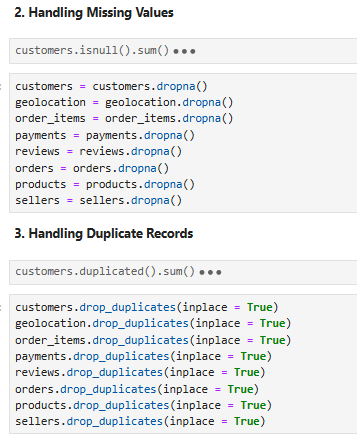 2. Handling Missing Values
customers.isnull().sum() •••
customers = customers.dropna()
geolocation = geolocation.dropna()
order_items = order_items.dropna()
payments = payments.dropna()
reviews = reviews.dropna()
orders = orders.dropna()
products = products.dropna()
sellers = sellers.dropna()
3. Handling Duplicate Records
customers.duplicated().sum() •••
customers.drop_duplicates(inplace = True)
geolocation.drop_duplicates(inplace = True)
order_items.drop_duplicates(inplace = True)
payments.drop_duplicates(inplace = True)
reviews.drop_duplicates(inplace = True)
orders.drop_duplicates(inplace = True)
products.drop_duplicates(inplace = True)
sellers.drop_duplicates(inplace = True)